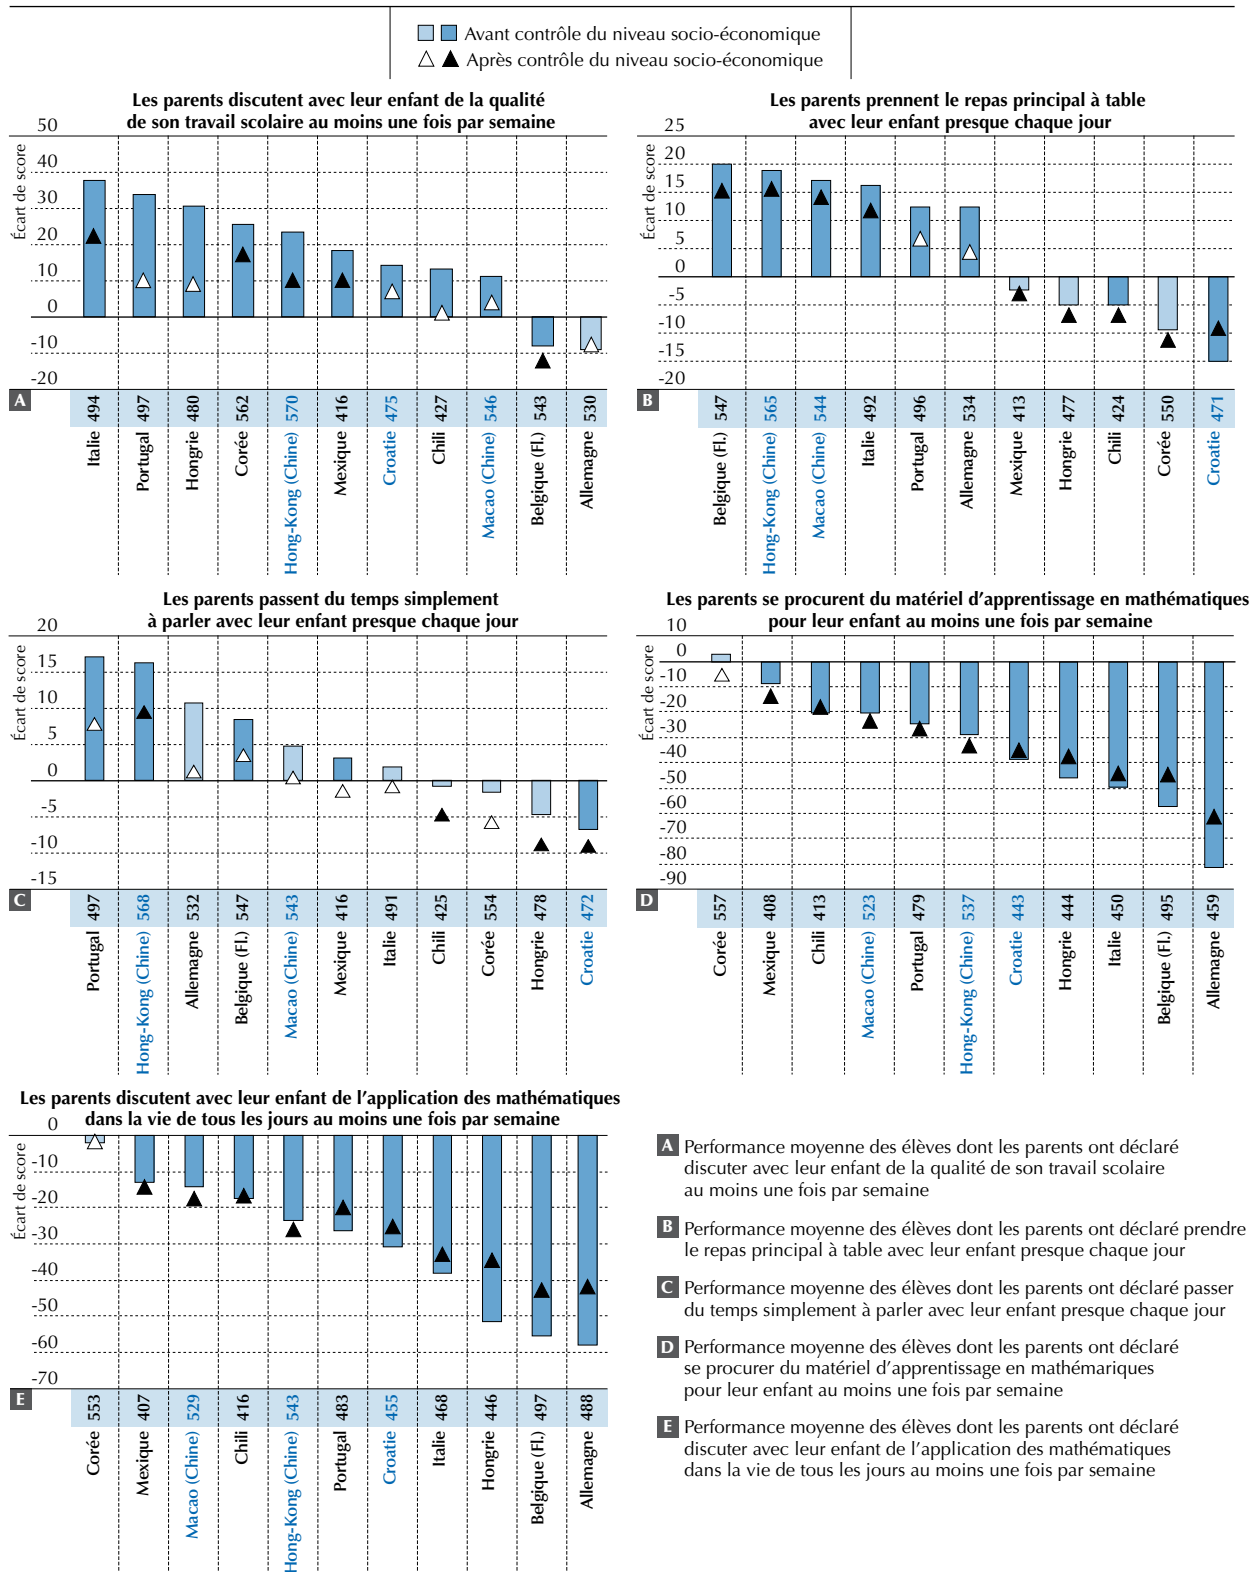 Avant contrôle du niveau socio-économique
Après contrôle du niveau socio-économique
Les parents discutent avec leur enfant de la qualité
de son travail scolaire au moins une fois par semaine
Écart de score
50
40
30
20
10
0
-10
-20
A
Italie 494
Portugal 497
Hongrie 480
Corée 562
Hong-Kong (Chine) 570
Mexique 416
Croatie 475
Chili 427
Macao (Chine) 546
Belgique (Fl.) 543
Allemagne 530
Les parents prennent le repas principal à table
avec leur enfant presque chaque jour
Écart de score
25
20
15
10
5
0
-5
-10
-15
-20
B
Belgique (Fl.) 547
Hong-Kong (Chine) 565
Macao (Chine) 544
Italie 492
Portugal 496
Allemagne 534
Mexique 413
Hongrie 477
Chili 424
Corée 550
Croatie 471
Les parents passent du temps simplement
à parler avec leur enfant presque chaque jour
Écart de score
20
15
10
5
0
-5
-10
-15
C
Portugal 497
Hong-Kong (Chine) 568
Allemagne 532
Belgique (Fl.) 547
Macao (Chine) 543
Mexique 416
Italie 491
Chili 425
Corée 554
Hongrie 478
Croatie 472
Les parents se procurent du matériel d'apprentissage en mathématiques
pour leur enfant au moins une fois par semaine
Écart de score
10
0
-10
-20
-30
-40
-50
-60
-70
-80
-90
D
Corée 557
Mexique 408
Chili 413
Macao (Chine) 523
Portugal 479
Hong-Kong (Chine) 537
Croatie 443
Hongrie 444
Italie 450
Belgique (Fl.) 495
Allemagne 459
Les parents discutent avec leur enfant de l'application des mathématiques
dans la vie de tous les jours au moins une fois par semaine
Écart de score
0
-10
-20
-30
-40
-50
-60
-70
E
Corée 553
Mexique 407
Macao (Chine) 529
Chili 416
Hong-Kong (Chine) 543
Portugal 483
Croatie 455
Italie 468
Hongrie 446
Belgique (Fl.) 497
Allemagne 488
A Performance moyenne des élèves dont les parents ont déclaré
discuter avec leur enfant de la qualité de son travail scolaire
au moins une fois par semaine
B Performance moyenne des élèves dont les parents ont déclaré prendre
le repas principal à table avec leur enfant presque chaque jour
C Performance moyenne des élèves dont les parents ont déclaré passer
du temps simplement à parler avec leur enfant presque chaque jour
D Performance moyenne des élèves dont les parents ont déclaré
se procurer du matériel d'apprentissage en mathémariques
pour leur enfant au moins une fois par semaine
E Performance moyenne des élèves dont les parents ont déclaré
discuter avec leur enfant de l'application des mathématiques
dans la vie de tous les jours au moins une fois par semaine